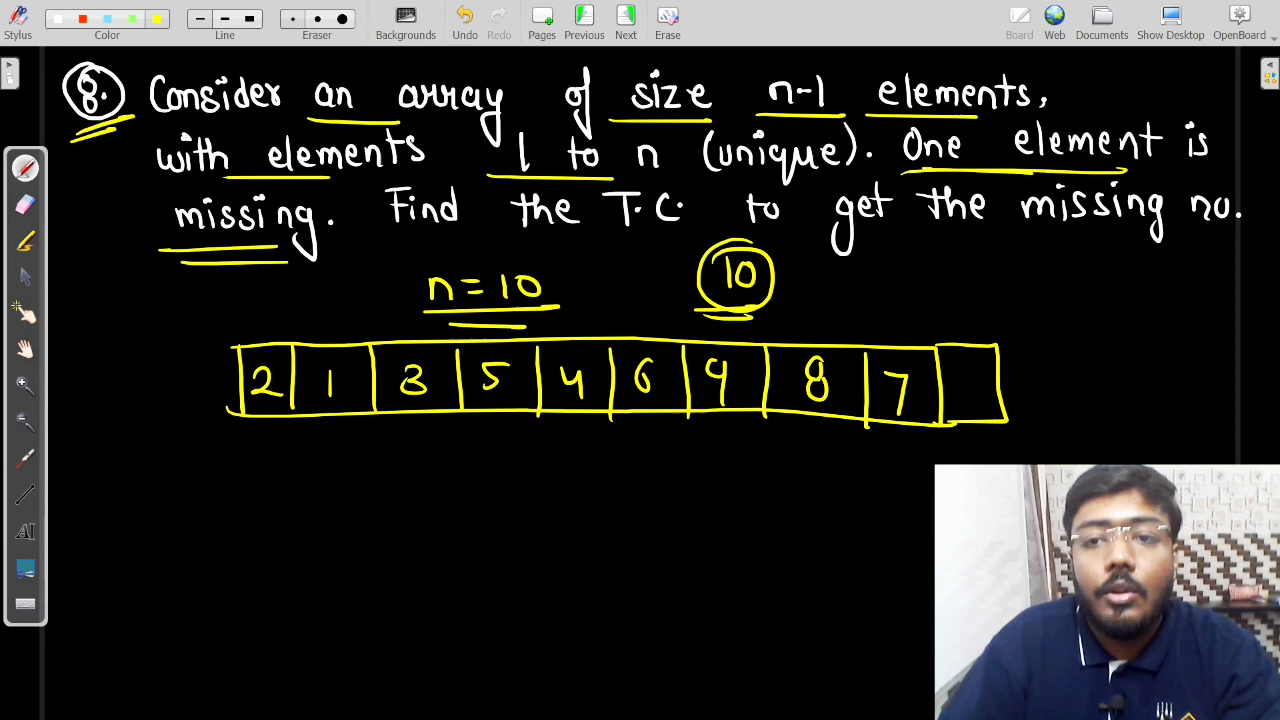 Stylus
Color
Line
Eraser
Backgrounds
Undo
Redo
Pages
Previous
Next
Erase
Board
Web
Documents
Show Desktop
OpenBoard
8. Consider an array of size n-1 elements,
with elements 1 to n (unique). One element is
missing. Find the T.C. to get the missing no.
n = 10
10
2 1 3 5 4 6 9 8 7
AI